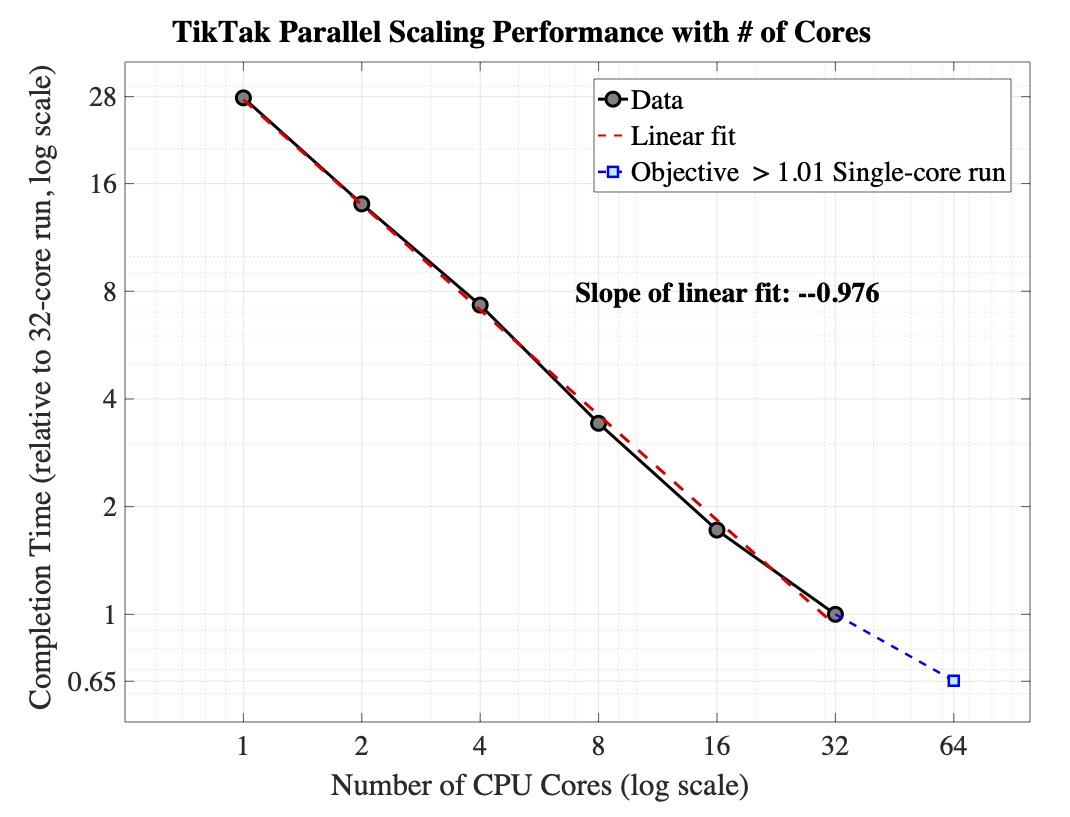 TikTak Parallel Scaling Performance with # of Cores
Completion Time (relative to 32-core run, log scale)
28
16
8
4
2
1
0.65
Data
Linear fit
Objective > 1.01 Single-core run
Slope of linear fit: --0.976
1 2 4 8 16 32 64
Number of CPU Cores (log scale)